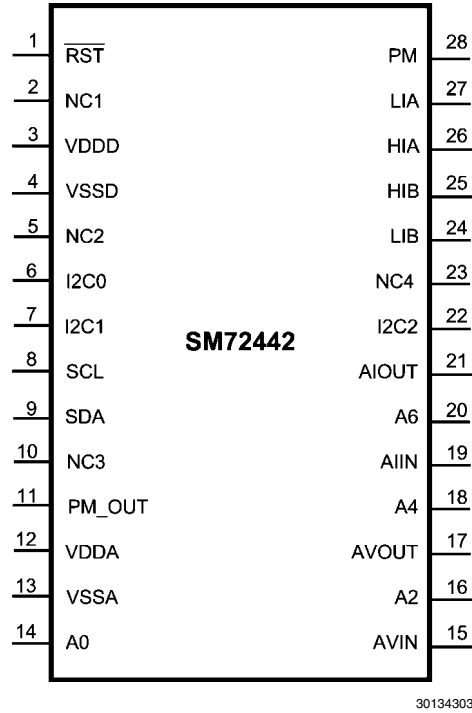 1 RST PM 28
2 NC1 LIA 27
3 VDDD HIA 26
4 VSSD HIB 25
5 NC2 LIB 24
6 I2C0 NC4 23
7 I2C1 I2C2 22
SM72442
8 SCL AIOUT 21
9 SDA A6 20
10 NC3 AIIN 19
11 PM_OUT A4 18
12 VDDA AVOUT 17
13 VSSA A2 16
14 A0 AVIN 15
30134303